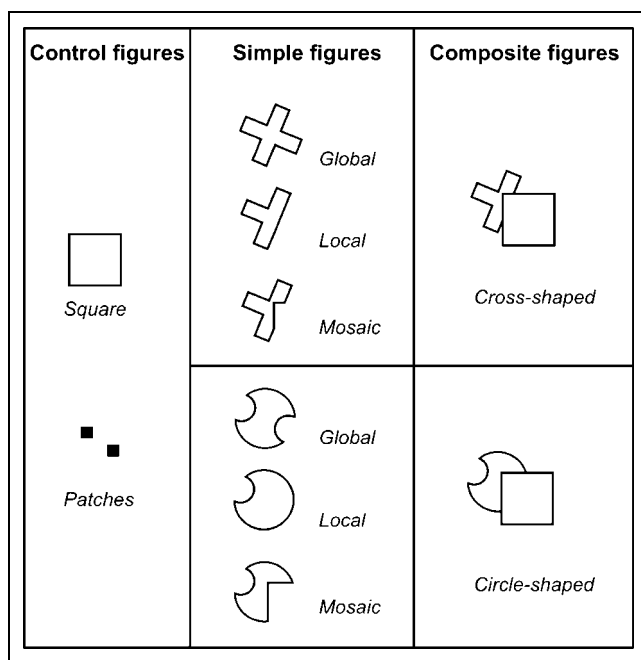 Control figures
Simple figures
Composite figures
Square
Patches
Global
Local
Mosaic
Cross-shaped
Global
Local
Mosaic
Circle-shaped